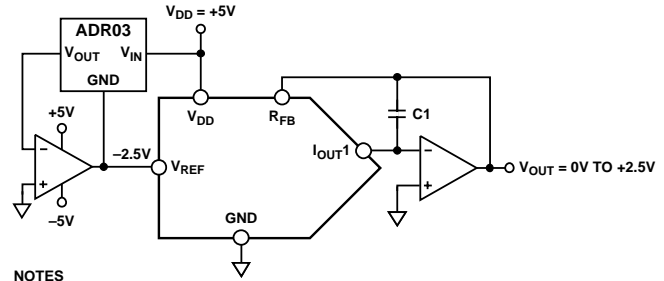 V_DD = +5V
ADR03
V_OUT V_IN
GND
+5V
−5V
−2.5V
V_DD
R_FB
C1
V_REF
I_OUT1
V_OUT = 0V TO +2.5V
GND
NOTES